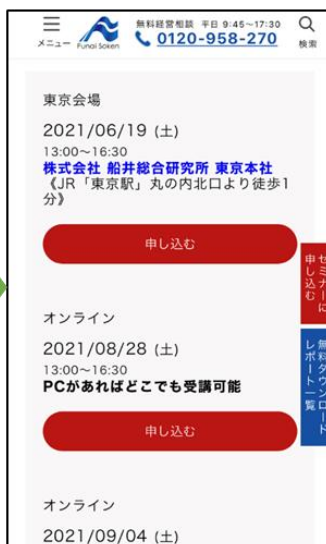 メニュー
Funai Soken
無料経営相談 平日 9:45~17:30
0120-958-270
検索
東京会場
2021/06/19 (土)
13:00~16:30
株式会社 船井総合研究所 東京本社
《JR「東京駅」丸の内北口より徒歩1
分》
申し込む
セミナーに
申し込む
オンライン
2021/08/28 (土)
13:00~16:30
PCがあればどこでも受講可能
申し込む
無料ダウンロード
レポート一覧
オンライン
2021/09/04 (土)